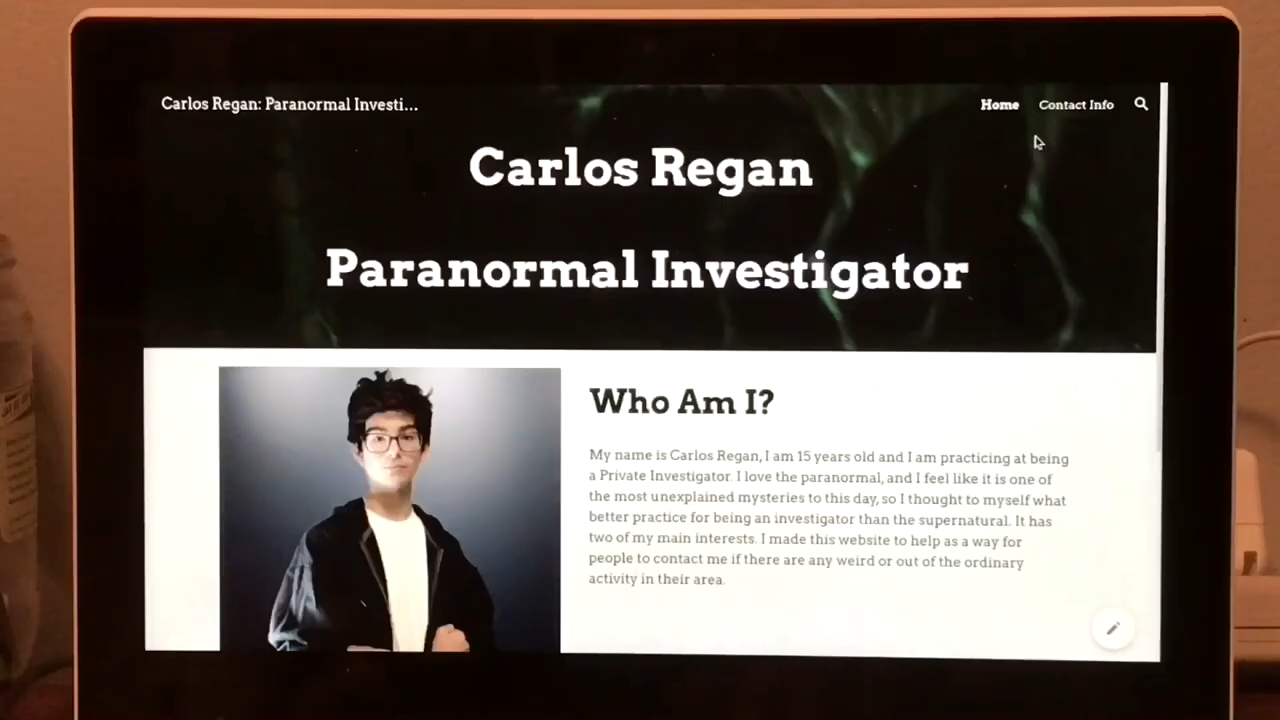 Carlos Regan: Paranormal Investi...
Home
Contact Info
Carlos Regan
Paranormal Investigator
Who Am I?
My name is Carlos Regan, I am 15 years old and I am practicing at being
a Private Investigator. I love the paranormal, and I feel like it is one of
the most unexplained mysteries to this day, so I thought to myself what
better practice for being an investigator than the supernatural. It has
two of my main interests. I made this website to help as a way for
people to contact me if there are any weird or out of the ordinary
activity in their area.